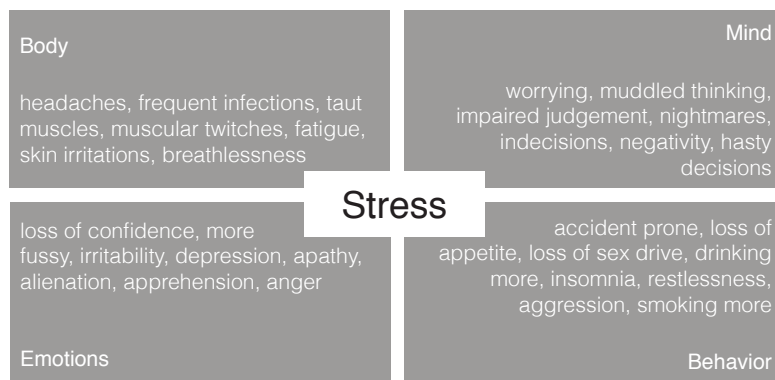 Body
headaches, frequent infections, taut
muscles, muscular twitches, fatigue,
skin irritations, breathlessness
Mind
worrying, muddled thinking,
impaired judgement, nightmares,
indecisions, negativity, hasty
decisions
Stress
loss of confidence, more
fussy, irritability, depression, apathy,
alienation, apprehension, anger
Emotions
accident prone, loss of
appetite, loss of sex drive, drinking
more, insomnia, restlessness,
aggression, smoking more
Behavior